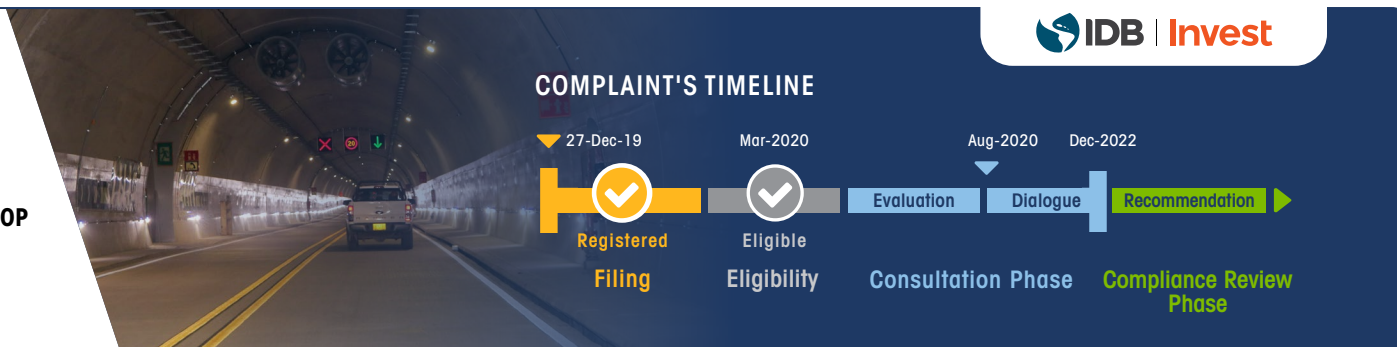 IDB | Invest
COMPLAINT'S TIMELINE
27-Dec-19
Mar-2020
Aug-2020
Dec-2022
OP
Evaluation
Dialogue
Recommendation
Registered
Eligible
Filing
Eligibility
Consultation Phase
Compliance Review
Phase
20